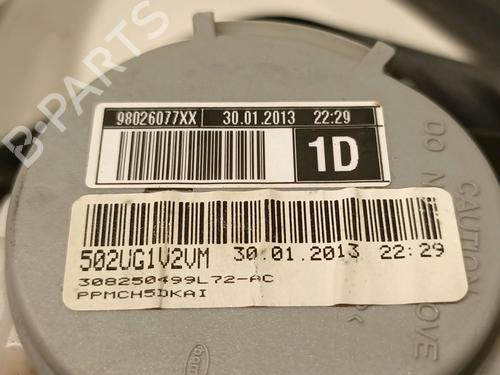 B-PARTS
98026077XX 30.01.2013 22:29
1D
502UG1V2VM 30.01.2013 22:29
308250499L72-AC
PPMCH5DKAI
CAUTION
DO